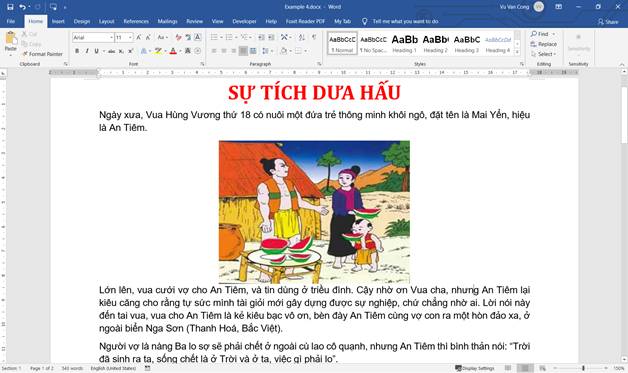 Example 4.docx - Word
Vu Van Cong
VV
File Home Insert Design Layout References Mailings Review View Developer Help Foxit Reader PDF My Tab Tell me what you want to do Share
Paste
Cut
Copy
Format Painter
Clipboard
Arial 11
Font
Paragraph
AaBbCcC AaBbCcC AaBb AaBb AaBb AaBb AaBbCcDd
¶ Normal ¶ No Spac... Heading 1 Heading 2 Heading 3 Heading 4 Heading 5
Styles
Find
Replace
Select
Editing
SỰ TÍCH DƯA HẤU
Ngày xưa, Vua Hùng Vương thứ 18 có nuôi một đứa trẻ thông minh khôi ngô, đặt tên là Mai Yển, hiệu
là An Tiêm.
Lớn lên, vua cưới vợ cho An Tiêm, và tin dùng ở triều đình. Cậy nhờ ơn Vua cha, nhưng An Tiêm lại
kiêu căng cho rằng tự sức mình tài giỏi mới gây dựng được sự nghiệp, chứ chẳng nhờ ai. Lời nói này
đến tai vua, vua cho An Tiêm là kẻ kiêu bạc vô ơn, bèn đày An Tiêm cùng vợ con ra một hòn đảo xa, ở
ngoài biển Nga Sơn (Thanh Hoá, Bắc Việt).
Người vợ là nàng Ba lo sợ sẽ phải chết ở ngoài cù lao cô quạnh, nhưng An Tiêm thì bình thản nói: “Trời
đã sinh ra ta, sống chết là ở Trời và ở ta, việc gì phải lo”.
Section: 1 Page 1 of 2 543 words English (United States) Display Settings 150%